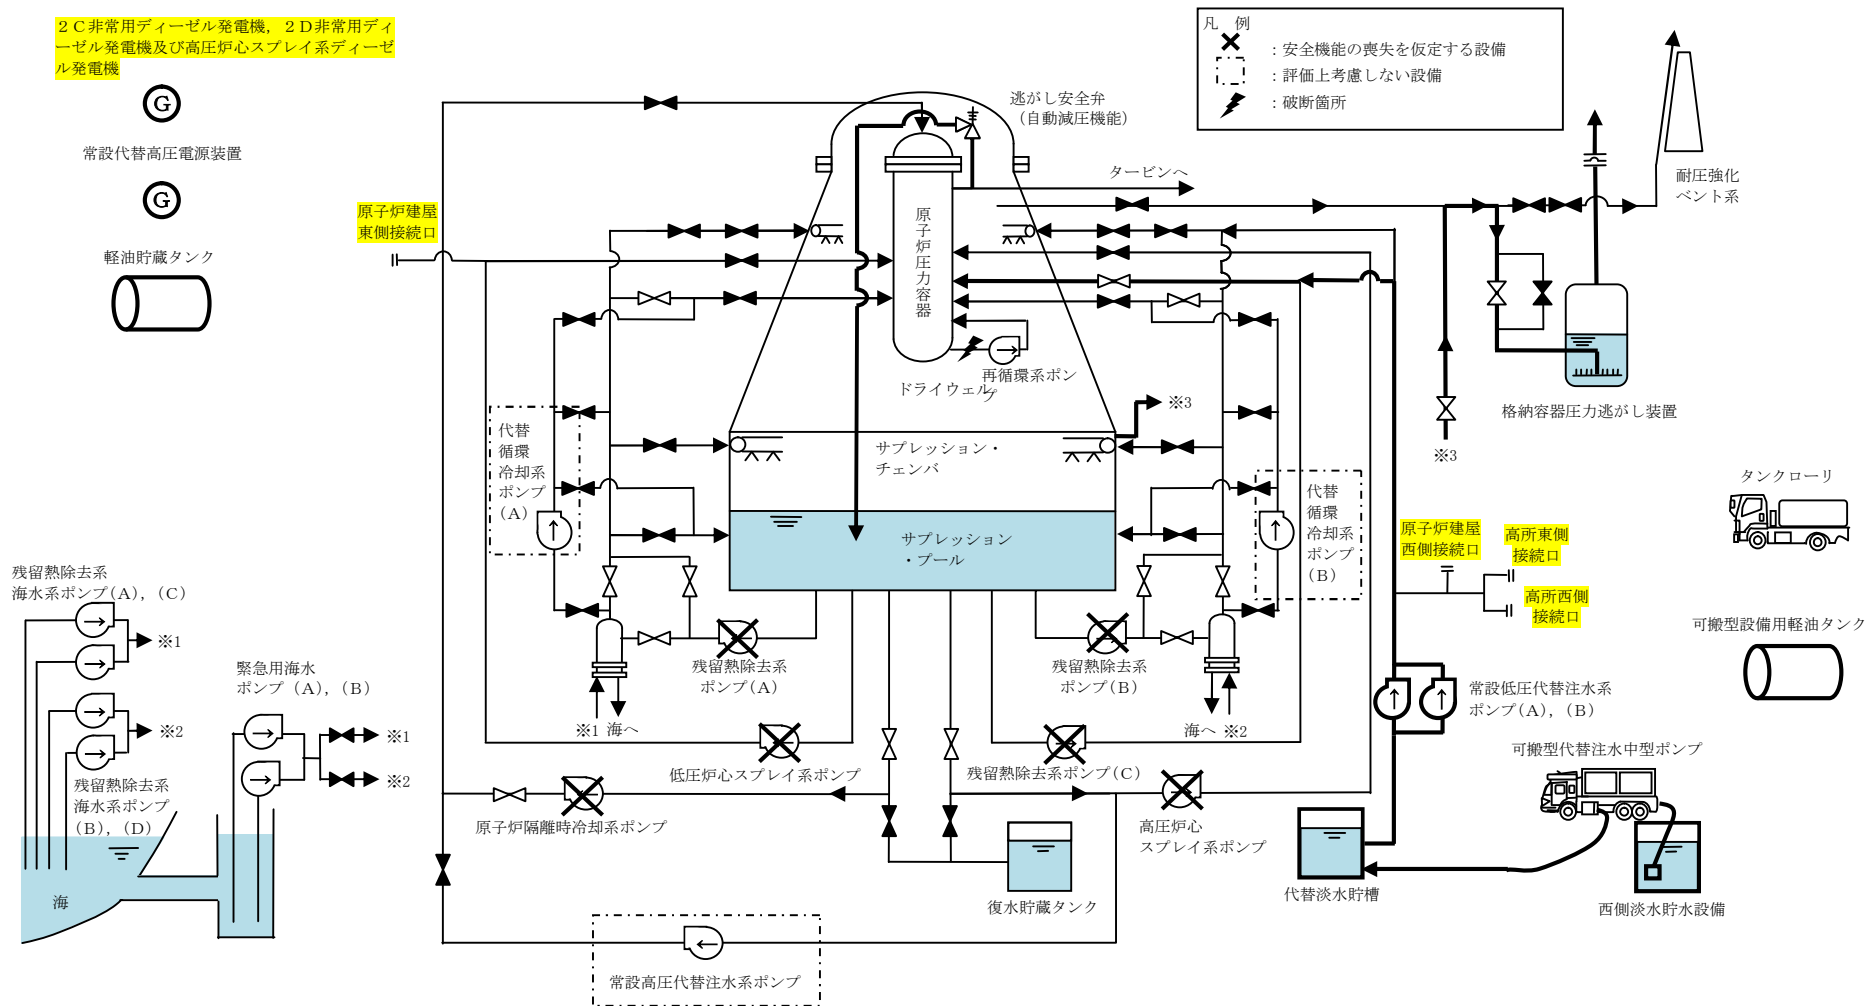 ２Ｃ非常用ディーゼル発電機，２Ｄ非常用ディ
ーゼル発電機及び高圧炉心スプレイ系ディーゼ
ル発電機
G
常設代替高圧電源装置
G
軽油貯蔵タンク
原子炉建屋
東側接続口
逃がし安全弁
（自動減圧機能）
凡　例
：安全機能の喪失を仮定する設備
：評価上考慮しない設備
：破断箇所
タービンへ
耐圧強化
ベント系
原子炉圧力容器
再循環系ポン
プ
ドライウェル
格納容器圧力逃がし装置
※3
※3
サプレッション・
チェンバ
サプレッション
・プール
代替
循環
冷却系
ポンプ
（A）
代替
循環
冷却系
ポンプ
（B）
タンクローリ
原子炉建屋
西側接続口
高所東側
接続口
高所西側
接続口
可搬型設備用軽油タンク
残留熱除去系
海水系ポンプ(A)，(C)
※1
※2
残留熱除去系
海水系ポンプ
(B)，(D)
海
緊急用海水
ポンプ（A），（B）
※1
※2
残留熱除去系
ポンプ(A)
残留熱除去系
ポンプ(B)
※1 海へ
海へ ※2
常設低圧代替注水系
ポンプ(A)，（B）
可搬型代替注水中型ポンプ
低圧炉心スプレイ系ポンプ
残留熱除去系ポンプ(C)
原子炉隔離時冷却系ポンプ
高圧炉心
スプレイ系ポンプ
復水貯蔵タンク
代替淡水貯槽
西側淡水貯水設備
常設高圧代替注水系ポンプ